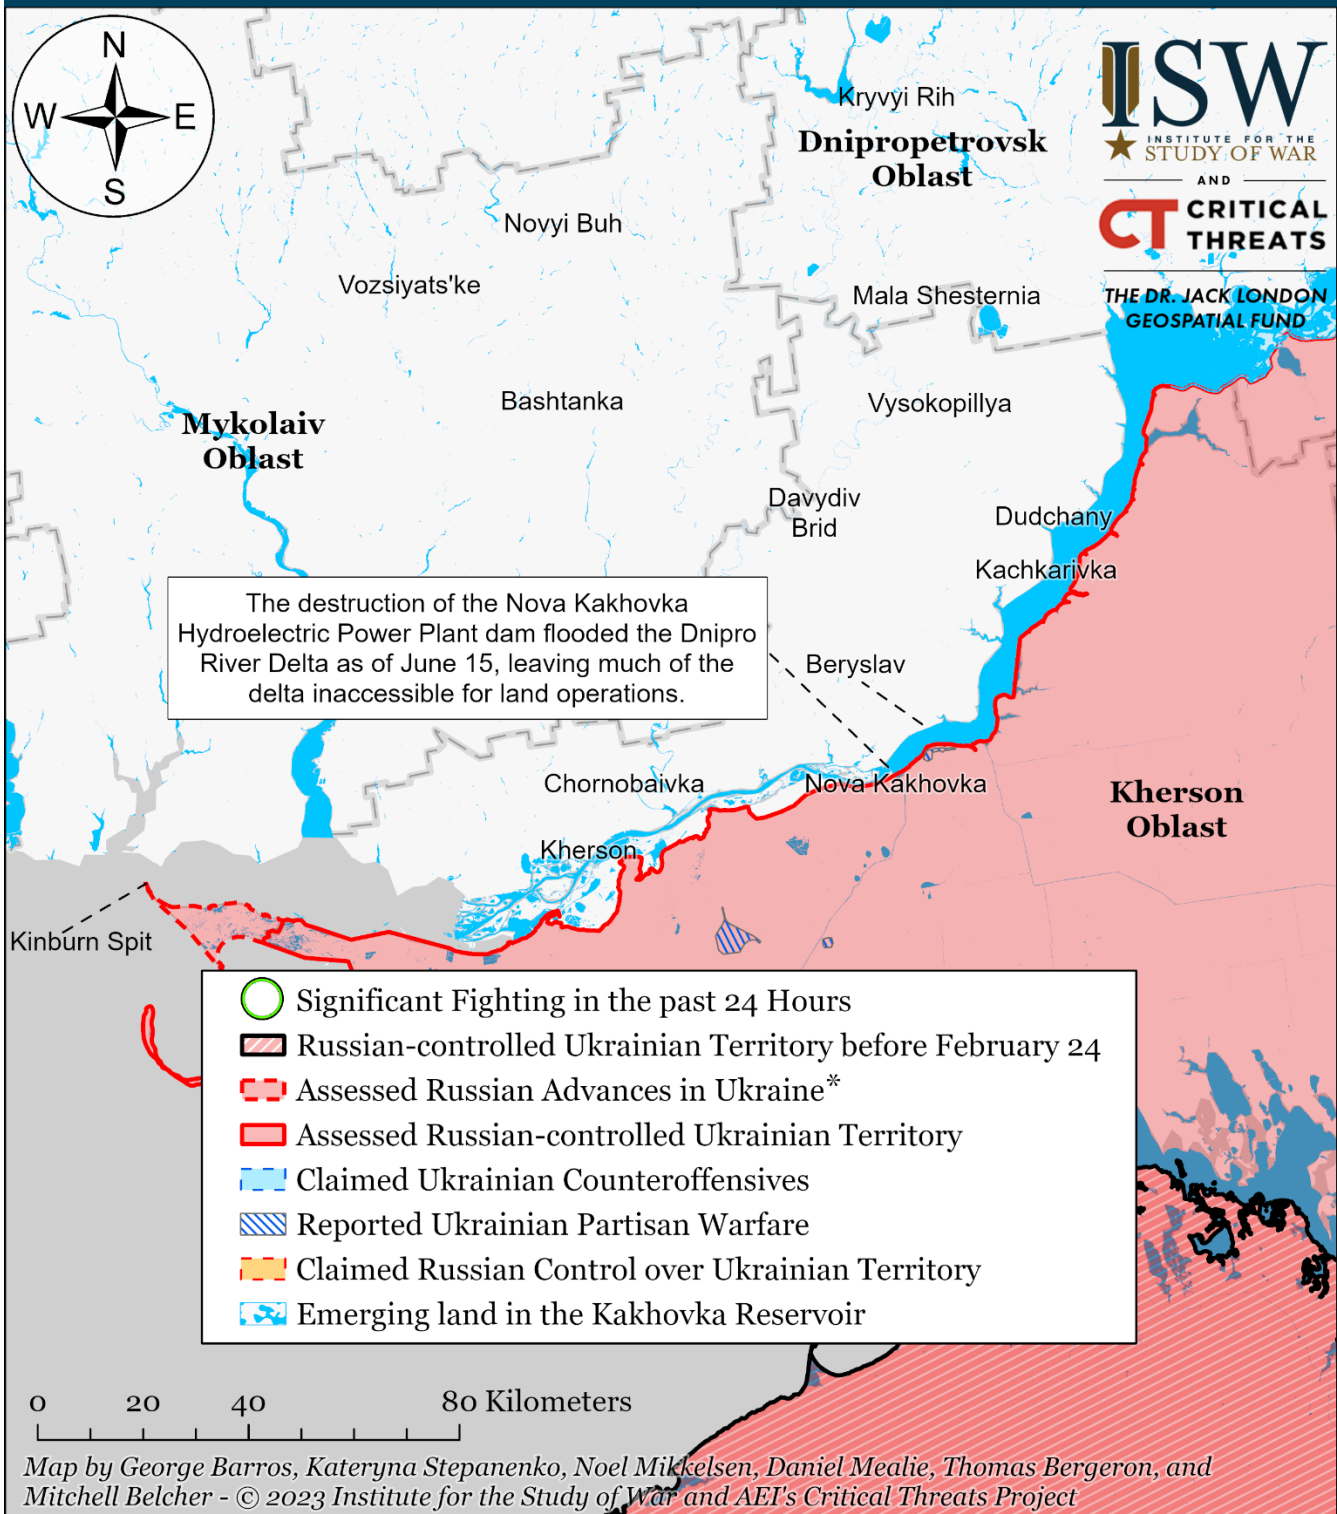 N
W
E
S
ISW
INSTITUTE FOR THE
STUDY OF WAR
AND
CT CRITICAL
THREATS
THE DR. JACK LONDON
GEOSPATIAL FUND
Kryvyi Rih
Dnipropetrovsk
Oblast
Novyi Buh
Vozsiyats'ke
Mala Shesternia
Bashtanka
Vysokopillya
Mykolaiv
Oblast
Davydiv
Brid
Dudchany
Kachkarivka
The destruction of the Nova Kakhovka
Hydroelectric Power Plant dam flooded the Dnipro
River Delta as of June 15, leaving much of the
delta inaccessible for land operations.
Beryslav
Chornobaivka
Nova Kakhovka
Kherson
Oblast
Kherson
Kinburn Spit
Significant Fighting in the past 24 Hours
Russian-controlled Ukrainian Territory before February 24
Assessed Russian Advances in Ukraine*
Assessed Russian-controlled Ukrainian Territory
Claimed Ukrainian Counteroffensives
Reported Ukrainian Partisan Warfare
Claimed Russian Control over Ukrainian Territory
Emerging land in the Kakhovka Reservoir
0 20 40 80 Kilometers
Map by George Barros, Kateryna Stepanenko, Noel Mikkelsen, Daniel Mealie, Thomas Bergeron, and
Mitchell Belcher - © 2023 Institute for the Study of War and AEI's Critical Threats Project